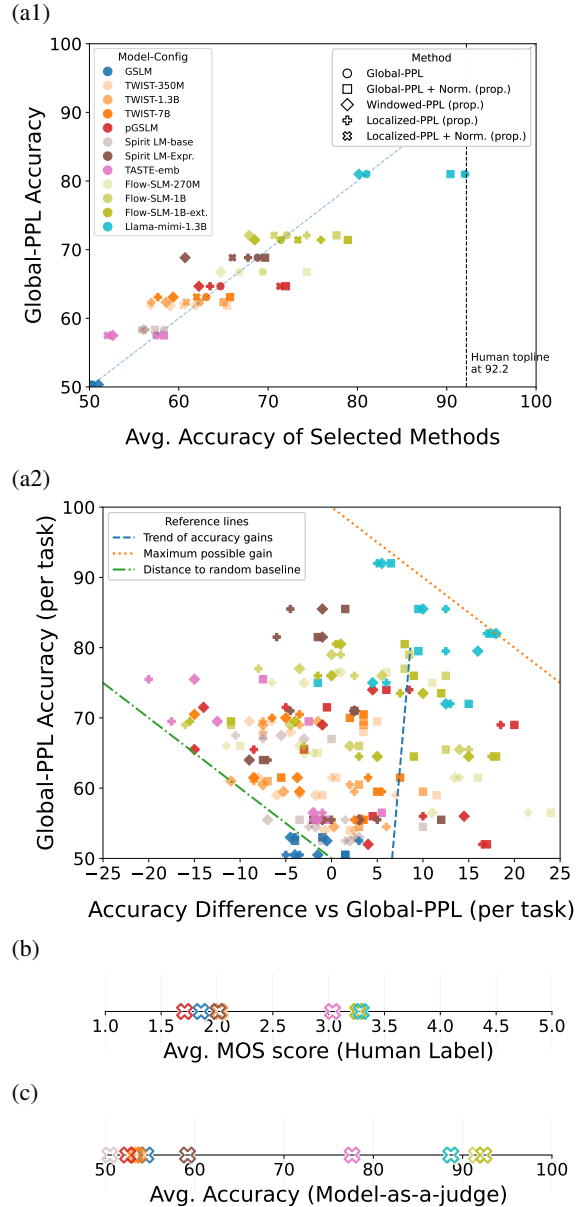 (a1)
100
90
80
70
60
50
Global-PPL Accuracy
Model-Config
GSLM
TWIST-350M
TWIST-1.3B
TWIST-7B
pGSLM
Spirit LM-base
Spirit LM-Expr.
TASTE-emb
Flow-SLM-270M
Flow-SLM-1B
Flow-SLM-1B-ext.
Llama-mimi-1.3B
Method
Global-PPL
Global-PPL + Norm. (prop.)
Windowed-PPL (prop.)
Localized-PPL (prop.)
Localized-PPL + Norm. (prop.)
Human topline
at 92.2
50 60 70 80 90 100
Avg. Accuracy of Selected Methods
(a2)
100
90
80
70
60
50
Global-PPL Accuracy (per task)
Reference lines
Trend of accuracy gains
Maximum possible gain
Distance to random baseline
−25 −20 −15 −10 −5 0 5 10 15 20 25
Accuracy Difference vs Global-PPL (per task)
(b)
1.0 1.5 2.0 2.5 3.0 3.5 4.0 4.5 5.0
Avg. MOS score (Human Label)
(c)
50 60 70 80 90 100
Avg. Accuracy (Model-as-a-judge)